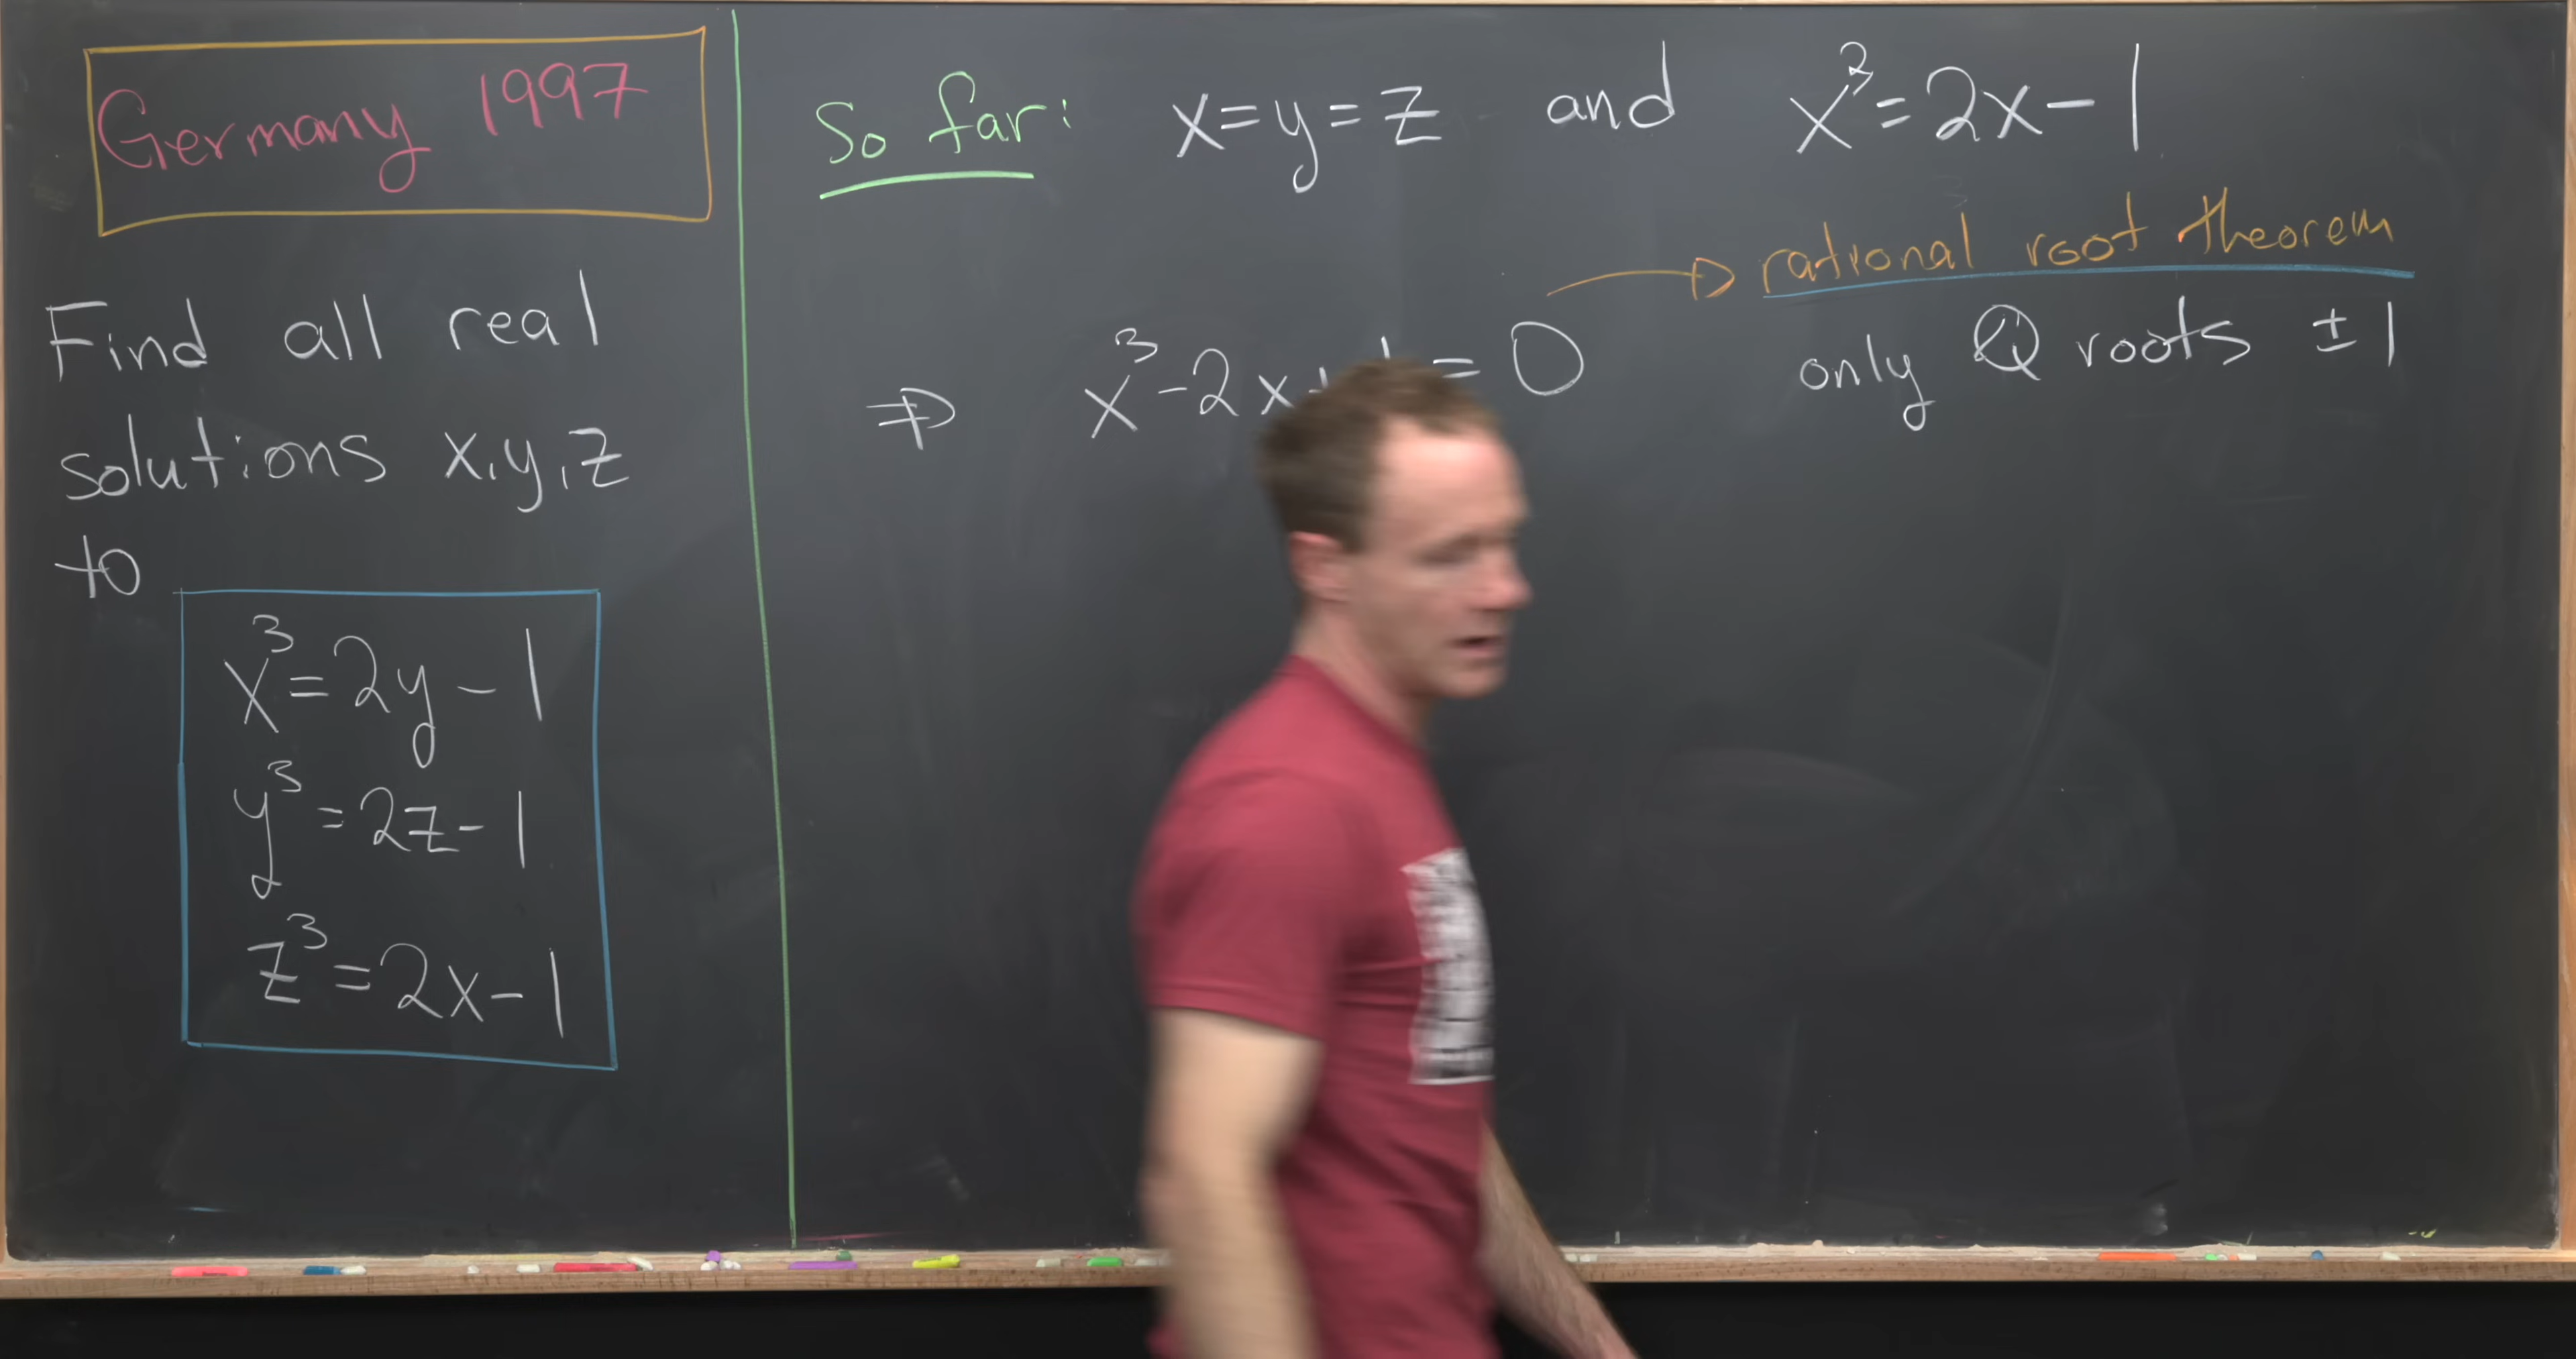 Germany 1997
Find all real
solutions x,y,z
to
x³=2y-1
y³=2z-1
z³=2x-1
So far: x=y=z and x³=2x-1
⇒ x³-2x+1=0 → rational root theorem
only ℚ roots ±1